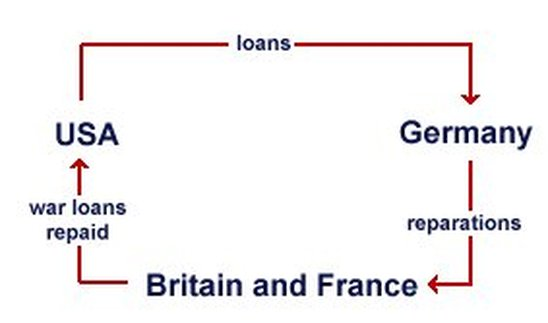 loans
USA
Germany
war loans
repaid
reparations
Britain and France